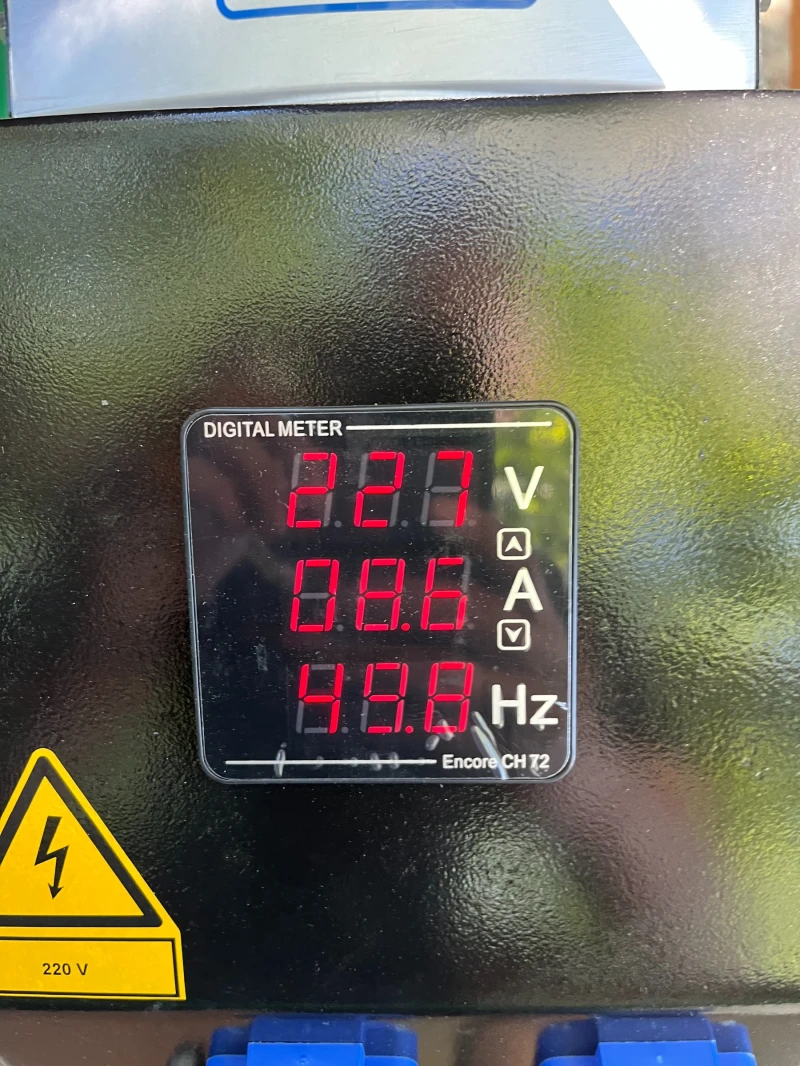 DIGITAL METER
227 V
08.6 A
49.8 Hz
Encore CH 72
220 V